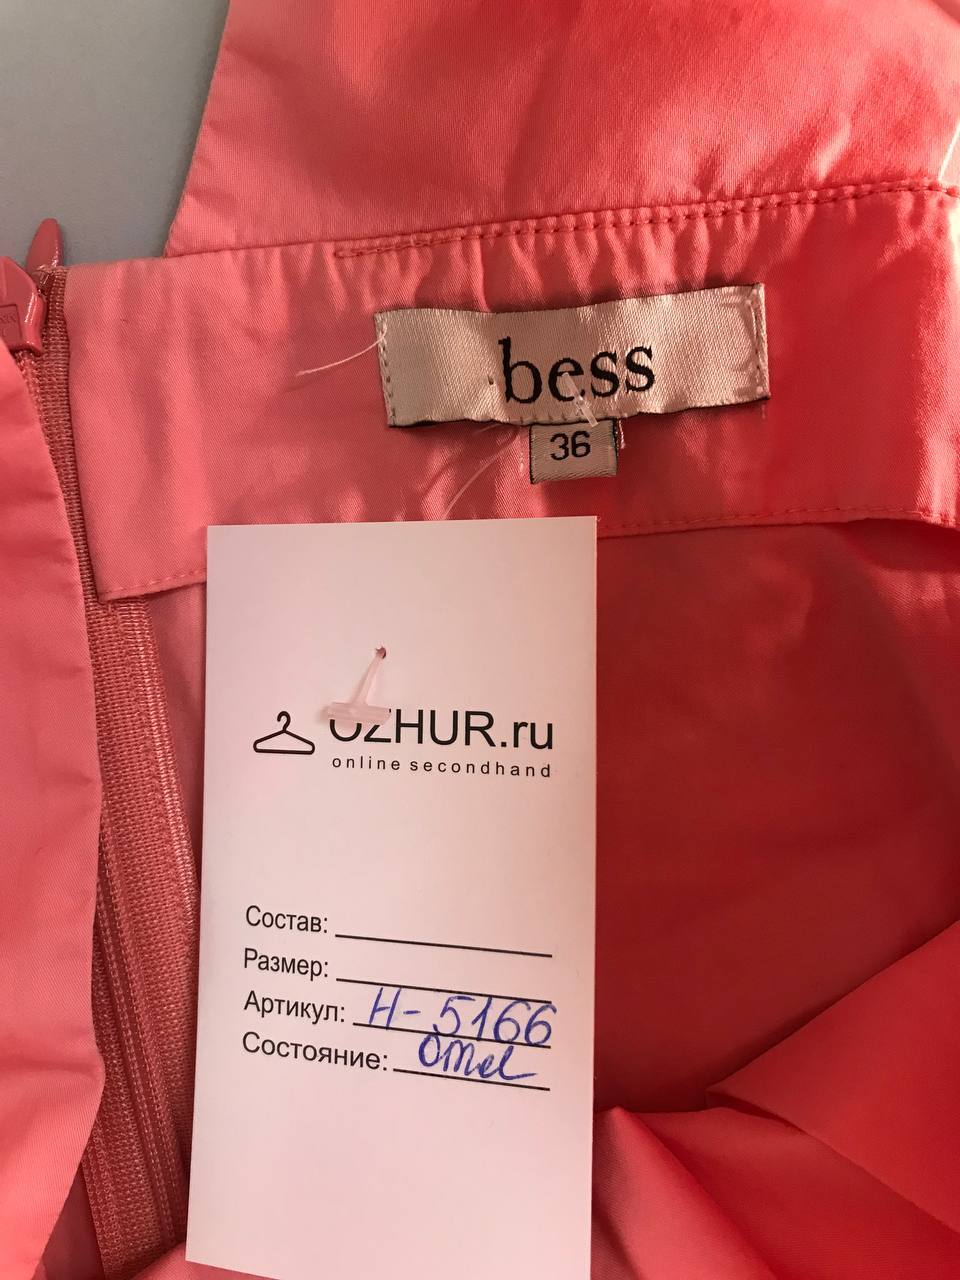 bess
36
OZHUR.ru
online secondhand
Состав:
Размер:
Артикул: Н-5166
Состояние: отл